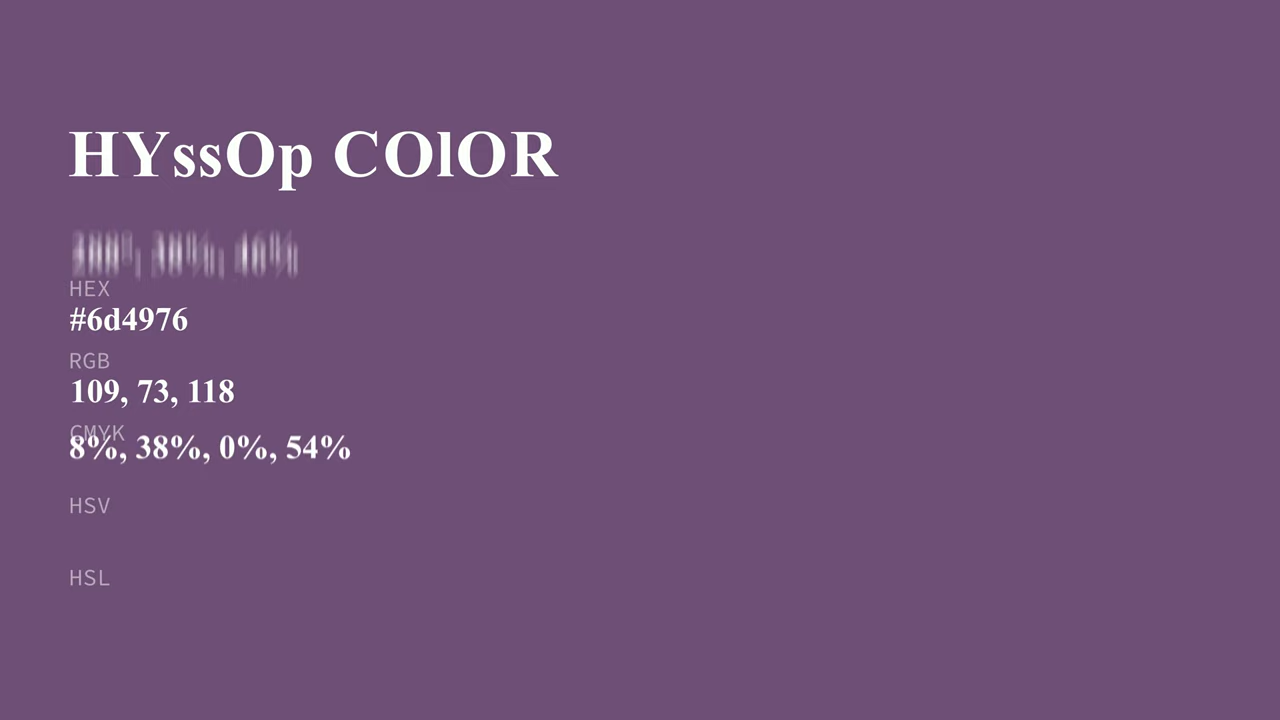 HYssOp COlOR
HEX
#6d4976
RGB
109, 73, 118
CMYK
8%, 38%, 0%, 54%
HSV
HSL